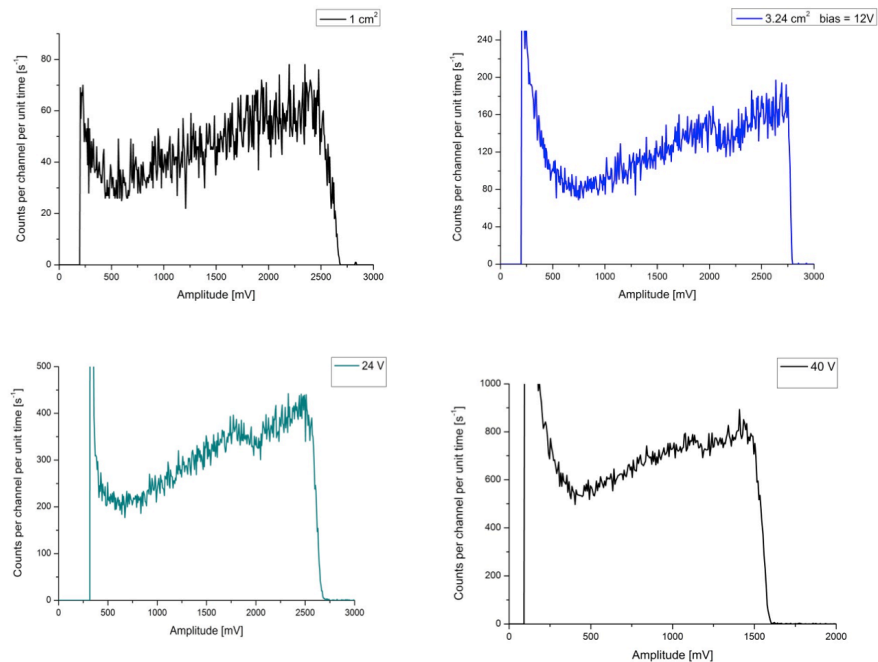 1 cm²
Counts per channel per unit time [s⁻¹]
80
60
40
20
0
0 500 1000 1500 2000 2500 3000
Amplitude [mV]
3.24 cm² bias = 12V
Counts per channel per unit time [s⁻¹]
240
200
160
120
80
40
0
0 500 1000 1500 2000 2500 3000
Amplitude [mV]
24 V
Counts per channel per unit time [s⁻¹]
500
400
300
200
100
0
0 500 1000 1500 2000 2500 3000
Amplitude [mV]
40 V
Counts per channel per unit time [s⁻¹]
1000
800
600
400
200
0
0 500 1000 1500 2000
Amplitude [mV]